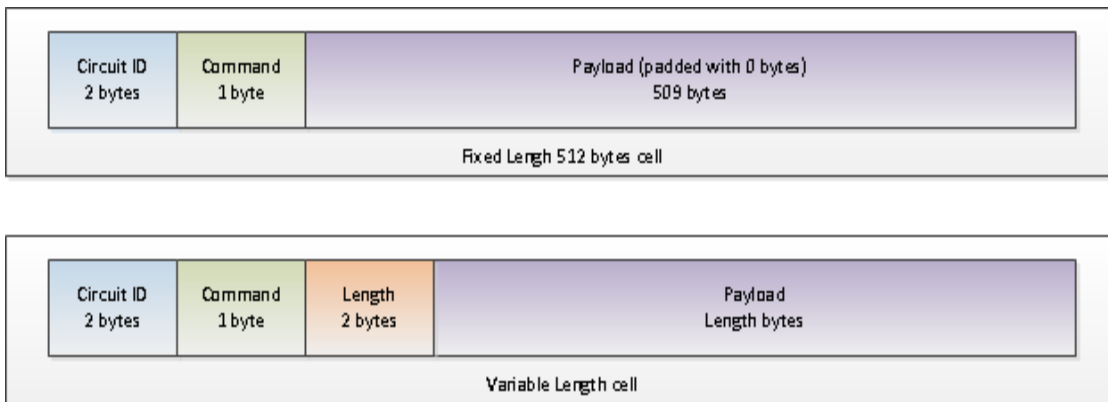 Circuit ID
2 bytes
Command
1 byte
Payload (padded with 0 bytes)
509 bytes
Fixed Lengh 512 bytes cell
Circuit ID
2 bytes
Command
1 byte
Length
2 bytes
Payload
Length bytes
Variable Length cell